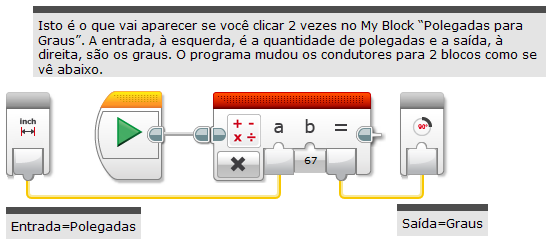 Isto é o que vai aparecer se você clicar 2 vezes no My Block “Polegadas para
Graus”. A entrada, à esquerda, é a quantidade de polegadas e a saída, à
direita, são os graus. O programa mudou os condutores para 2 blocos como se
vê abaixo.
inch
a b =
90°
67
Entrada=Polegadas
Saída=Graus